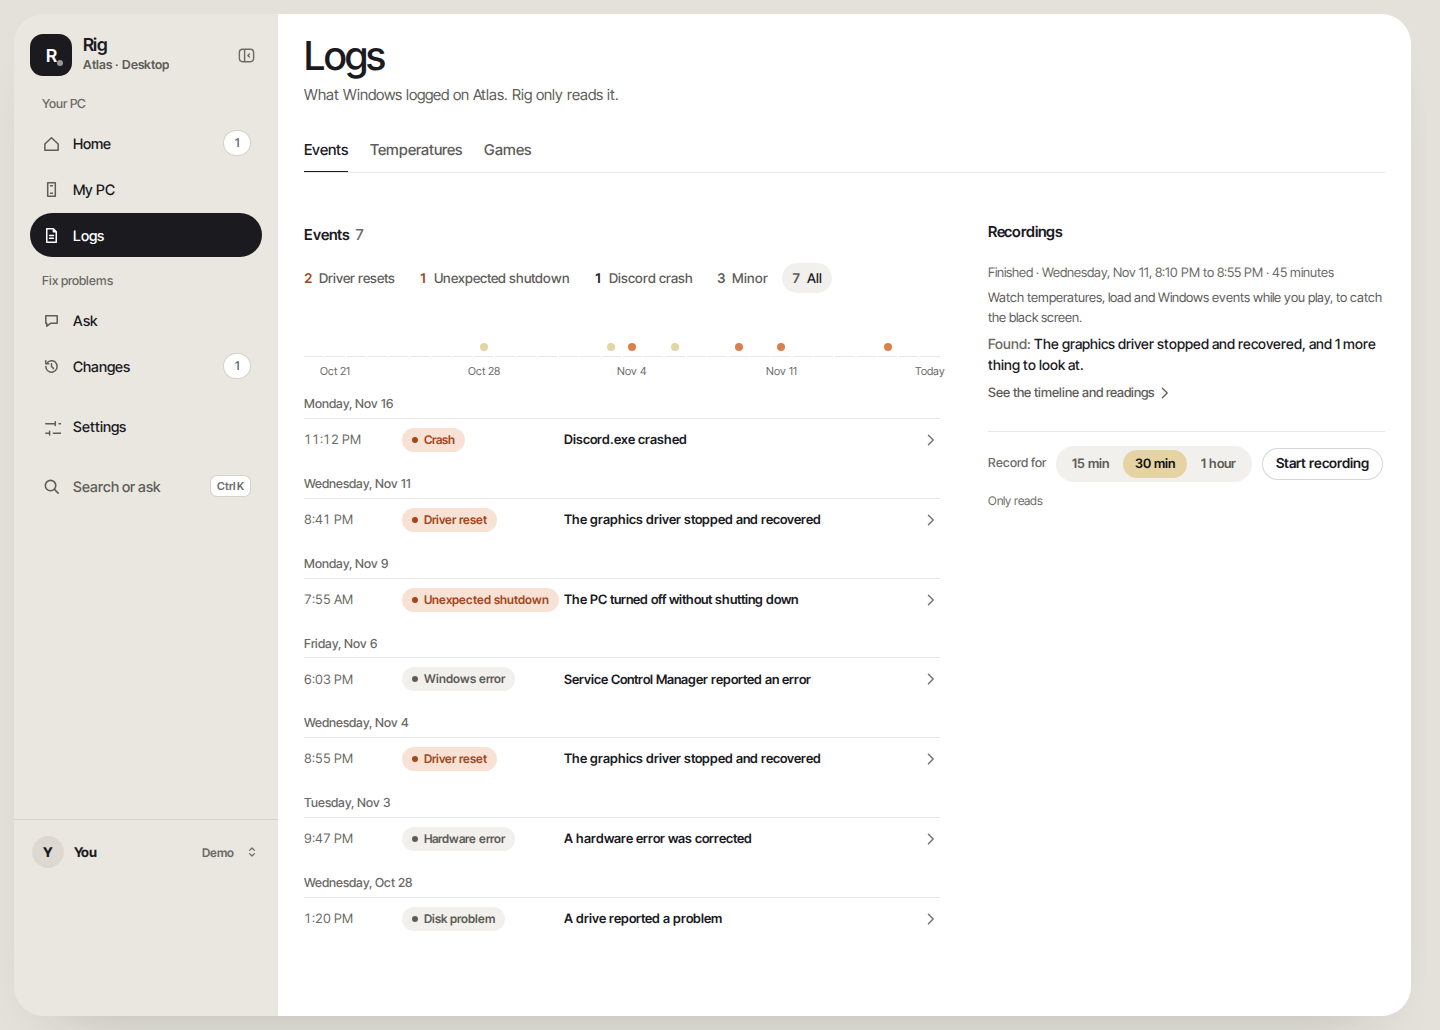 R
Rig
Atlas · Desktop
Your PC
Home 1
My PC
Logs
Fix problems
Ask
Changes 1
Settings
Search or ask Ctrl K
Y You Demo
Logs
What Windows logged on Atlas. Rig only reads it.
Events Temperatures Games
Events 7
2 Driver resets 1 Unexpected shutdown 1 Discord crash 3 Minor 7 All
Oct 21 Oct 28 Nov 4 Nov 11 Today
Monday, Nov 16
11:12 PM Crash Discord.exe crashed
Wednesday, Nov 11
8:41 PM Driver reset The graphics driver stopped and recovered
Monday, Nov 9
7:55 AM Unexpected shutdown The PC turned off without shutting down
Friday, Nov 6
6:03 PM Windows error Service Control Manager reported an error
Wednesday, Nov 4
8:55 PM Driver reset The graphics driver stopped and recovered
Tuesday, Nov 3
9:47 PM Hardware error A hardware error was corrected
Wednesday, Oct 28
1:20 PM Disk problem A drive reported a problem
Recordings
Finished · Wednesday, Nov 11, 8:10 PM to 8:55 PM · 45 minutes
Watch temperatures, load and Windows events while you play, to catch
the black screen.
Found: The graphics driver stopped and recovered, and 1 more
thing to look at.
See the timeline and readings
Record for 15 min 30 min 1 hour Start recording
Only reads